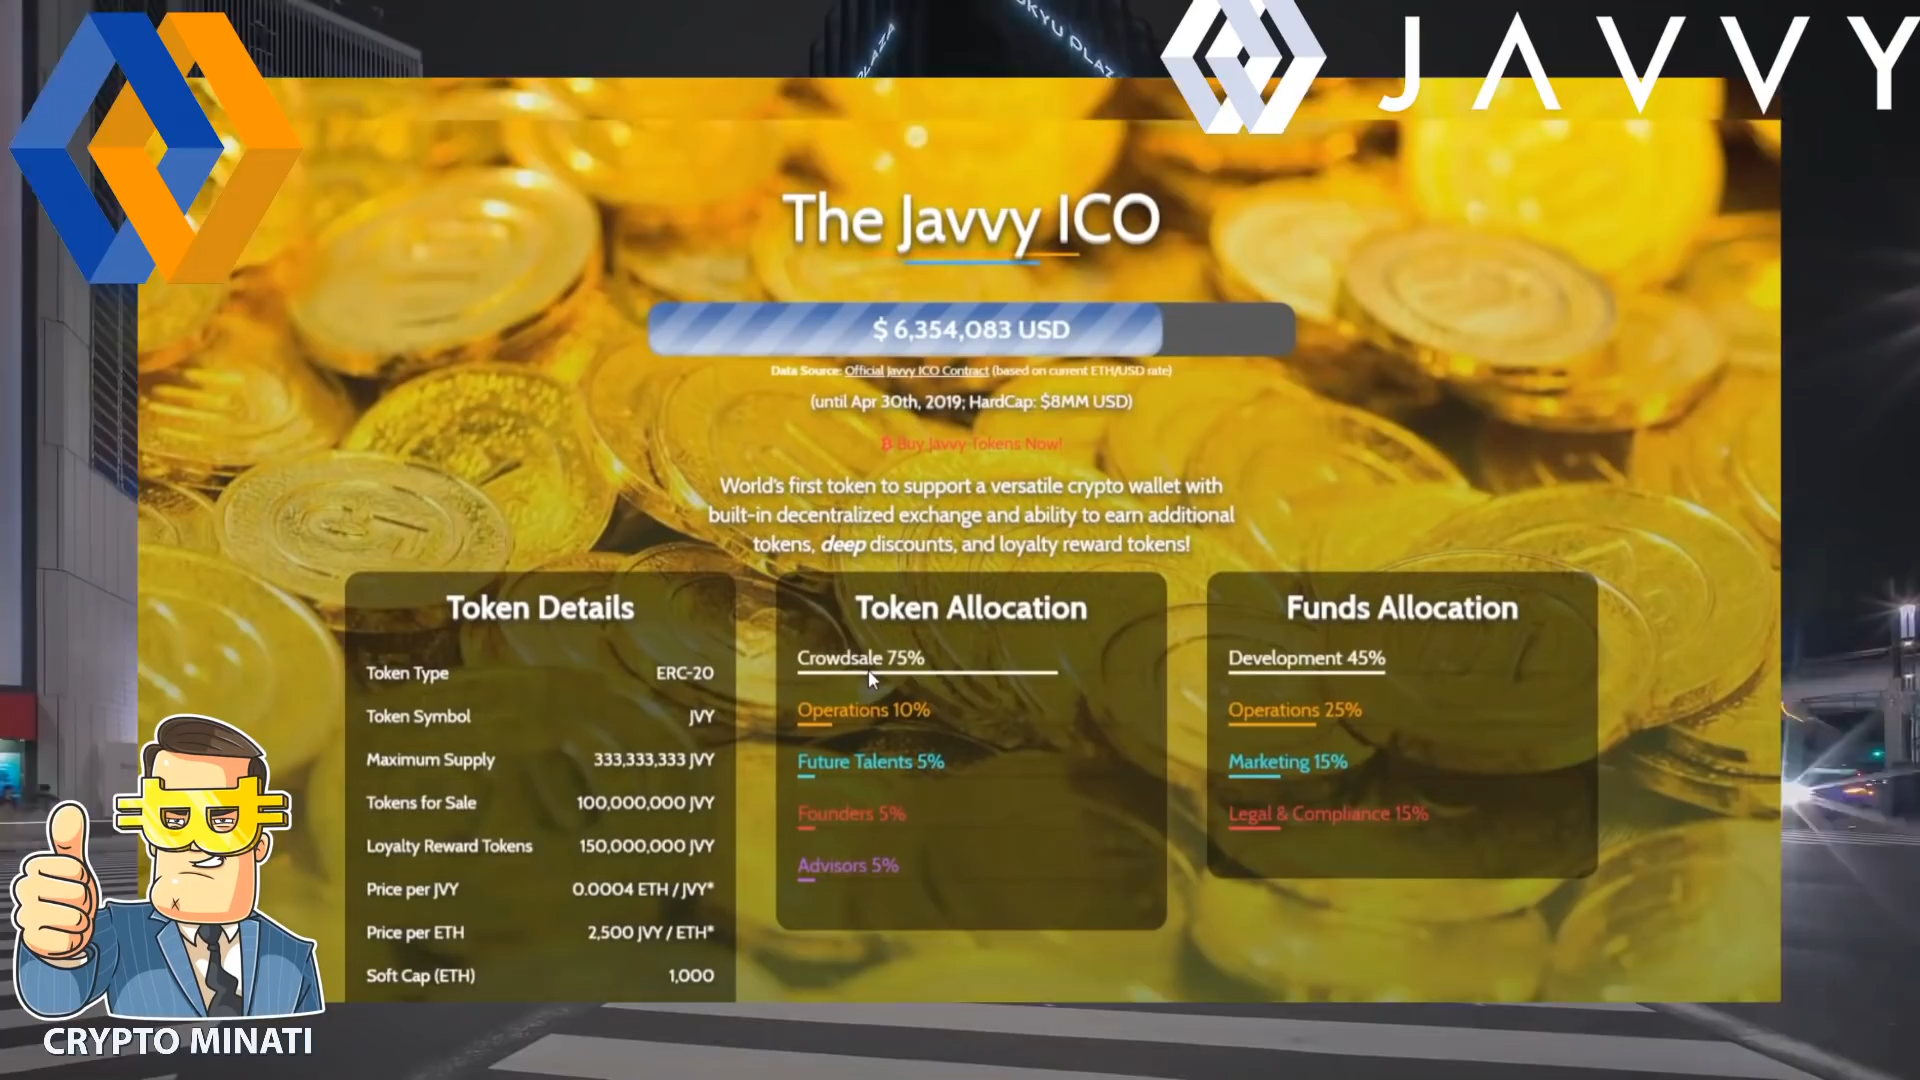 JAVVY
The Javvy ICO
$ 6,354,083 USD
Data Source: Official Javvy ICO Contract (based on current ETH/USD rate)
(until Apr 30th, 2019; HardCap: $8MM USD)
Buy Javvy Tokens Now!
World's first token to support a versatile crypto wallet with
built-in decentralized exchange and ability to earn additional
tokens, deep discounts, and loyalty reward tokens!
Token Details
Token Type ERC-20
Token Symbol JVY
Maximum Supply 333,333,333 JVY
Tokens for Sale 100,000,000 JVY
Loyalty Reward Tokens 150,000,000 JVY
Price per JVY 0.0004 ETH / JVY*
Price per ETH 2,500 JVY / ETH*
Soft Cap (ETH) 1,000
Token Allocation
Crowdsale 75%
Operations 10%
Future Talents 5%
Founders 5%
Advisors 5%
Funds Allocation
Development 45%
Operations 25%
Marketing 15%
Legal & Compliance 15%
CRYPTO MINATI